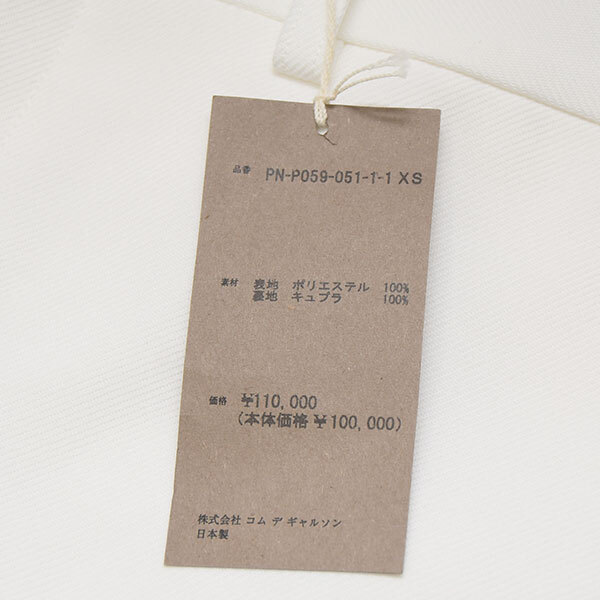 品番 PN-P059-051-1-1 XS
素材 表地 ポリエステル 100%
裏地 キュプラ 100%
価格 ¥110,000
(本体価格 ¥100,000)
株式会社 コム デ ギャルソン
日本製